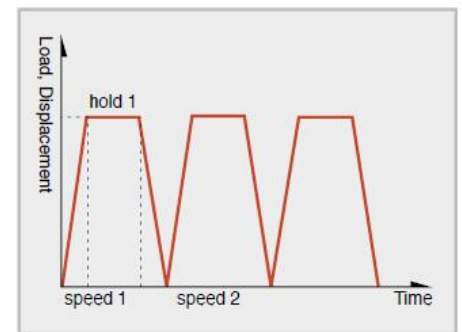 Load, Displacement
hold 1
speed 1
speed 2
Time